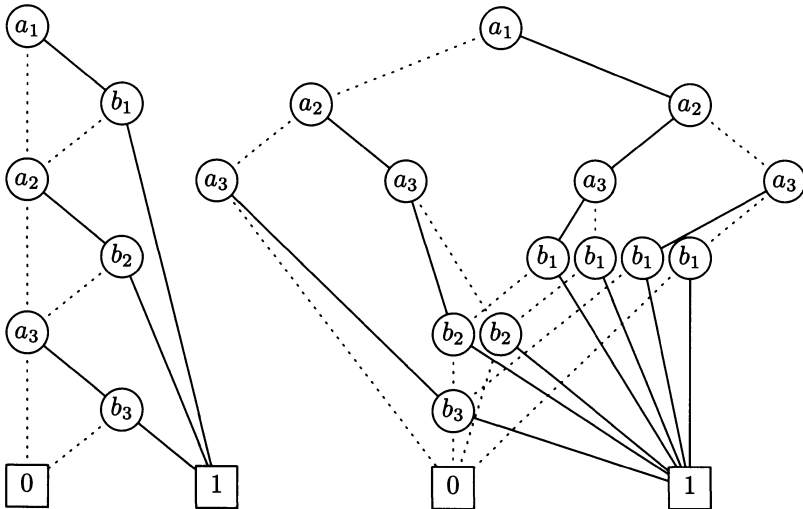 a₁ a₁
b₁ a₂ a₂
a₂ a₃ a₃ a₃ a₃
b₂ b₁ b₁ b₁ b₁
a₃ b₂ b₂
b₃ b₃
0 1 0 1